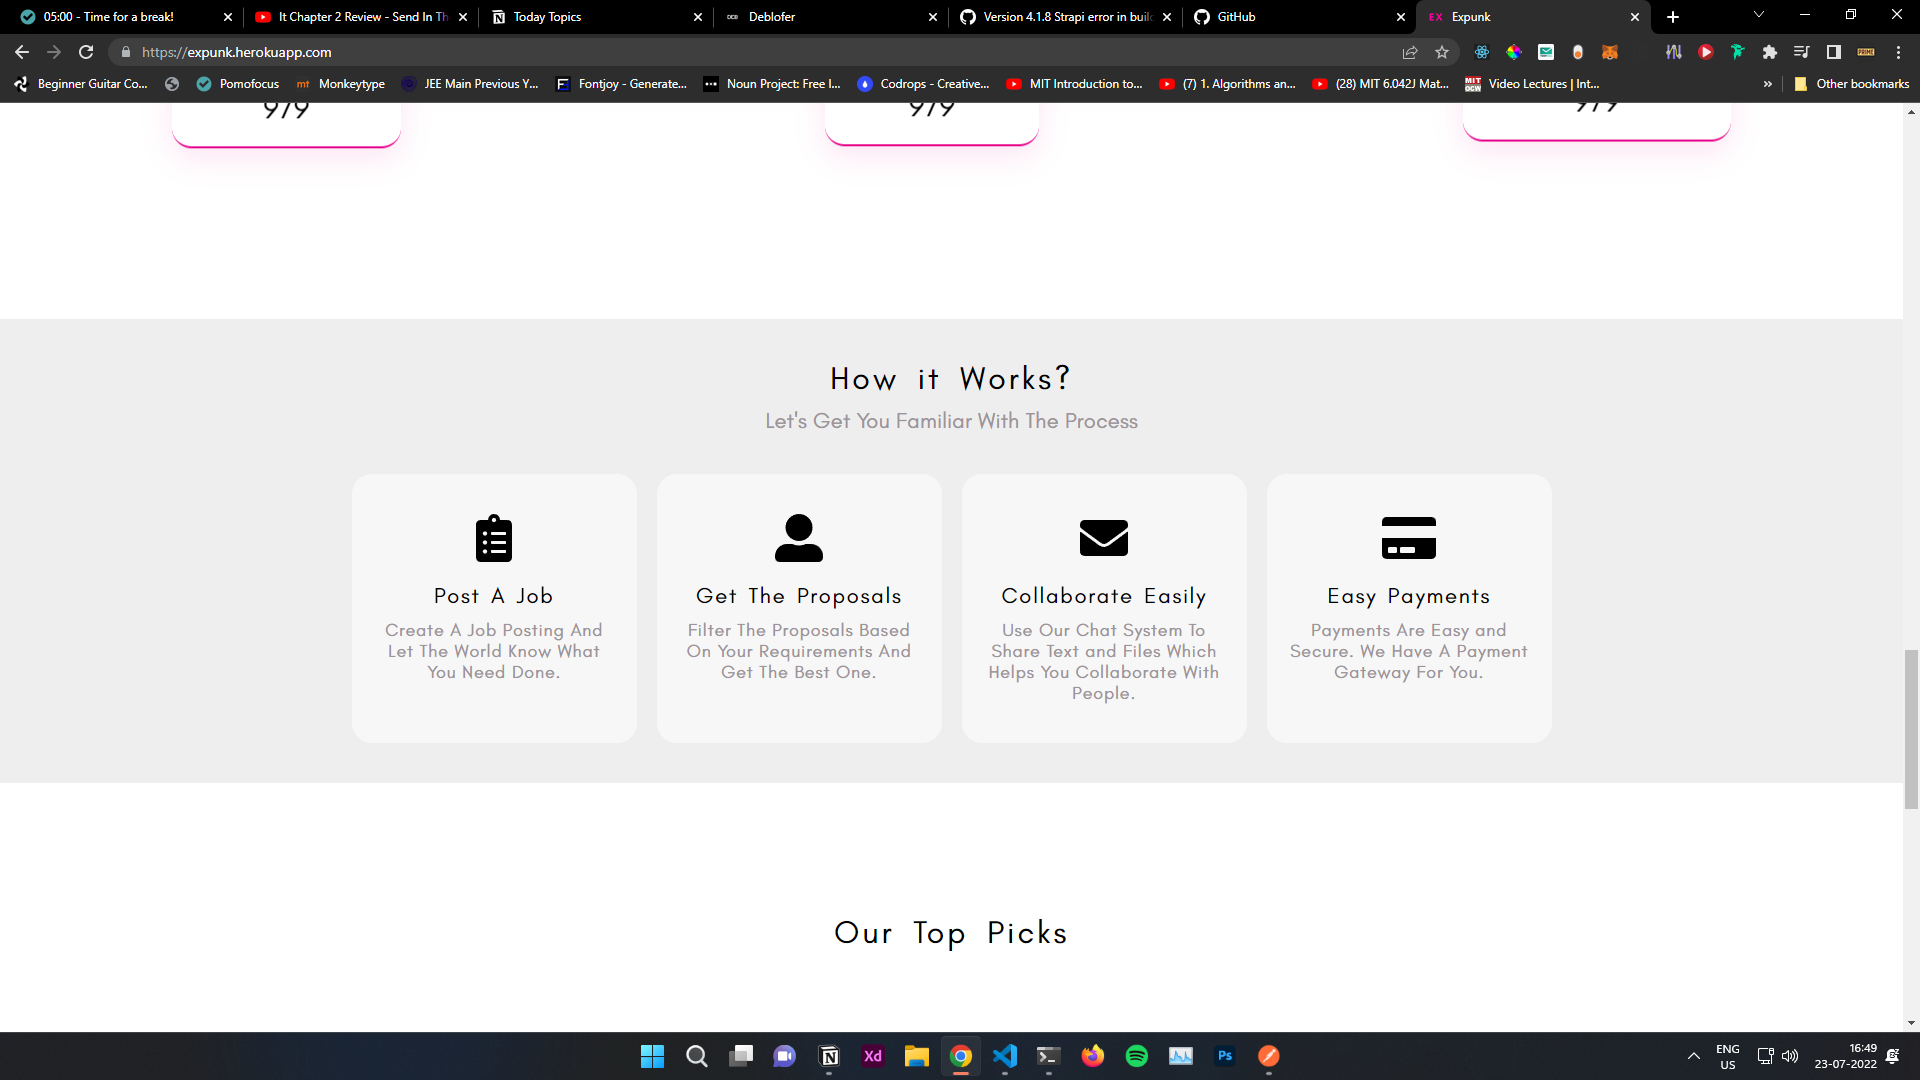 05:00 - Time for a break!
It Chapter 2 Review - Send In Th
Today Topics
Deblofer
Version 4.1.8 Strapi error in buil
GitHub
EX
Expunk
https://expunk.herokuapp.com
Beginner Guitar Co...
Pomofocus
mt
Monkeytype
JEE Main Previous Y...
Fontjoy - Generate...
Noun Project: Free I...
Codrops - Creative...
MIT Introduction to...
(7) 1. Algorithms an...
(28) MIT 6.042J Mat...
Video Lectures | Int...
»
Other bookmarks
How it Works?
Let's Get You Familiar With The Process
Post A Job
Create A Job Posting And
Let The World Know What
You Need Done.
Get The Proposals
Filter The Proposals Based
On Your Requirements And
Get The Best One.
Collaborate Easily
Use Our Chat System To
Share Text and Files Which
Helps You Collaborate With
People.
Easy Payments
Payments Are Easy and
Secure. We Have A Payment
Gateway For You.
Our Top Picks
Xd
Ps
ENG
US
16:49
23-07-2022